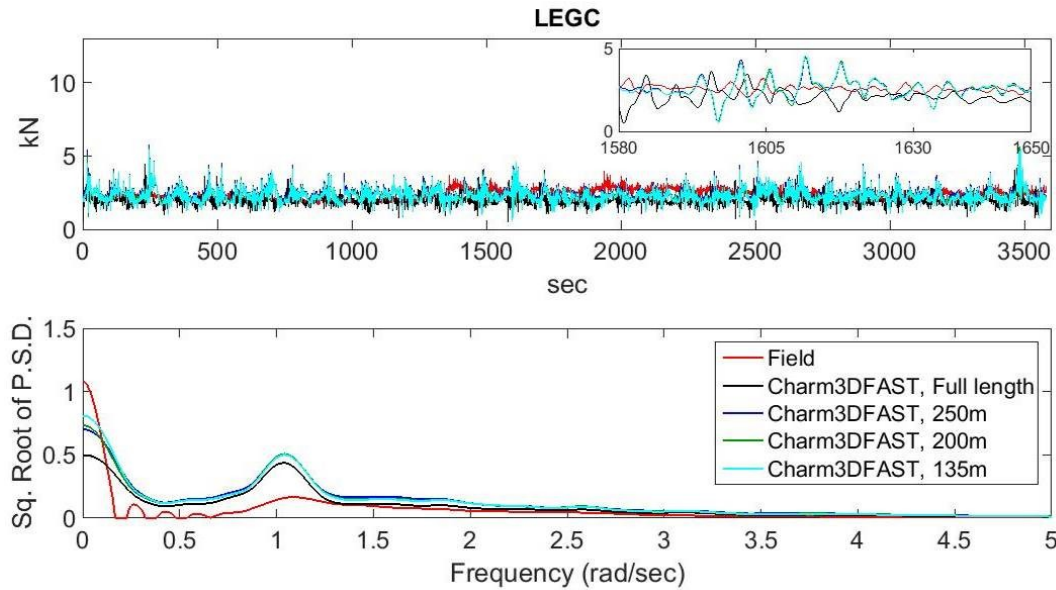 LEGC
10
5
0
kN
0 500 1000 1500 2000 2500 3000 3500
sec
5
0
1580 1605 1630 1650
1.5
1
0.5
0
Sq. Root of P.S.D.
Field
Charm3DFAST, Full length
Charm3DFAST, 250m
Charm3DFAST, 200m
Charm3DFAST, 135m
0 0.5 1 1.5 2 2.5 3 3.5 4 4.5 5
Frequency (rad/sec)